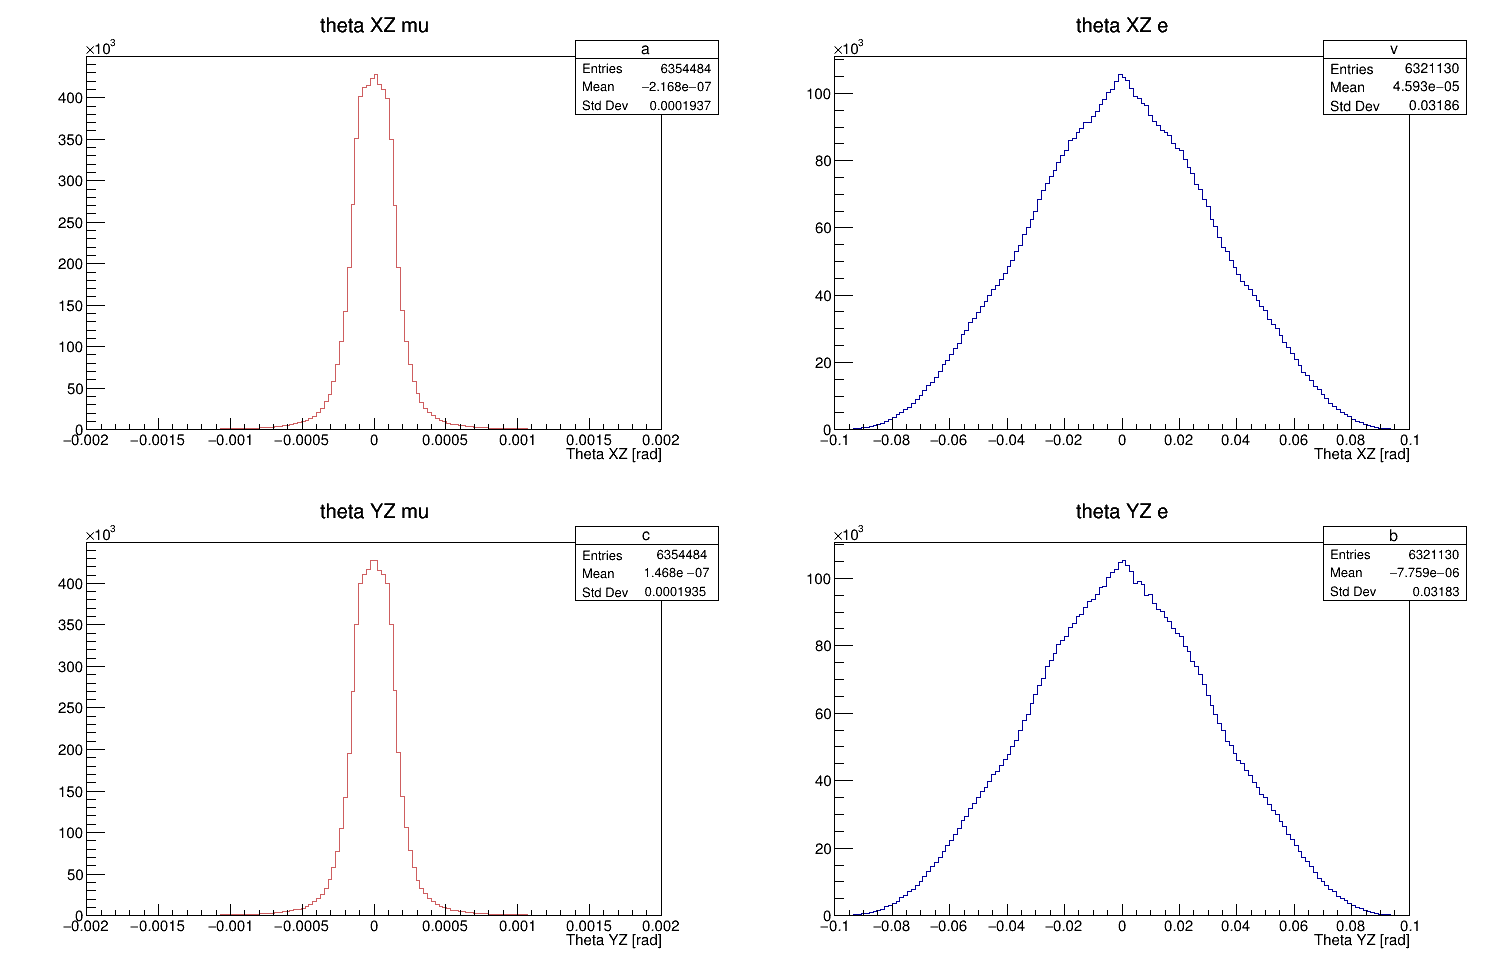 theta XZ mu
×10³
a
Entries 6354484
Mean −2.168e−07
Std Dev 0.0001937
400
350
300
250
200
150
100
50
0
−0.002 −0.0015 −0.001 −0.0005 0 0.0005 0.001 0.0015 0.002
Theta XZ [rad]
theta XZ e
×10³
v
Entries 6321130
Mean 4.593e−05
Std Dev 0.03186
100
80
60
40
20
0
−0.1 −0.08 −0.06 −0.04 −0.02 0 0.02 0.04 0.06 0.08 0.1
Theta XZ [rad]
theta YZ mu
×10³
c
Entries 6354484
Mean 1.468e −07
Std Dev 0.0001935
400
350
300
250
200
150
100
50
0
−0.002 −0.0015 −0.001 −0.0005 0 0.0005 0.001 0.0015 0.002
Theta YZ [rad]
theta YZ e
×10³
b
Entries 6321130
Mean −7.759e−06
Std Dev 0.03183
100
80
60
40
20
0
−0.1 −0.08 −0.06 −0.04 −0.02 0 0.02 0.04 0.06 0.08 0.1
Theta YZ [rad]